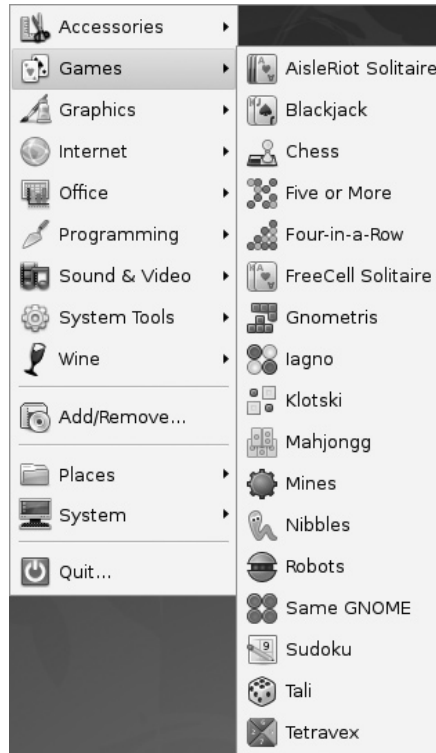 Accessories
Games
Graphics
Internet
Office
Programming
Sound & Video
System Tools
Wine
Add/Remove...
Places
System
Quit...
AisleRiot Solitaire
Blackjack
Chess
Five or More
Four-in-a-Row
FreeCell Solitaire
Gnometris
Iagno
Klotski
Mahjongg
Mines
Nibbles
Robots
Same GNOME
Sudoku
Tali
Tetravex